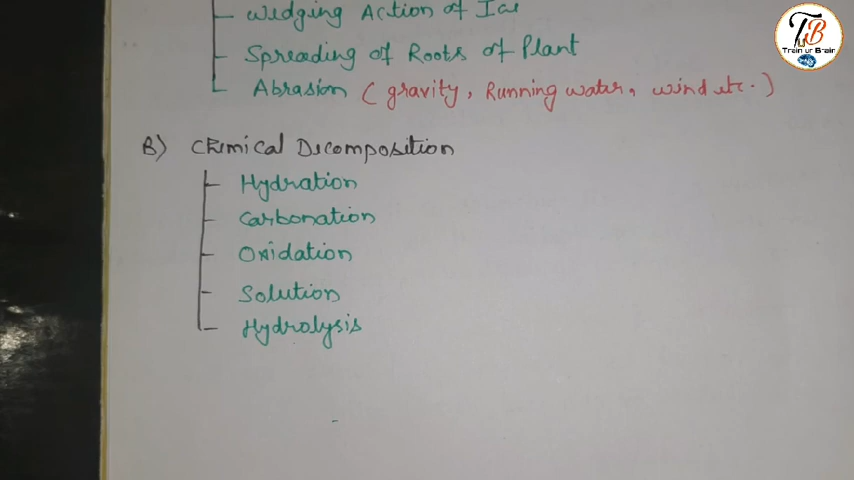 Wedging Action of Ice
Spreading of Roots of Plant
Abrasion (gravity, Running water, wind etc.)
B) Chemical Decomposition
Hydration
Carbonation
Oxidation
Solution
Hydrolysis
TuB
Train ur Brain